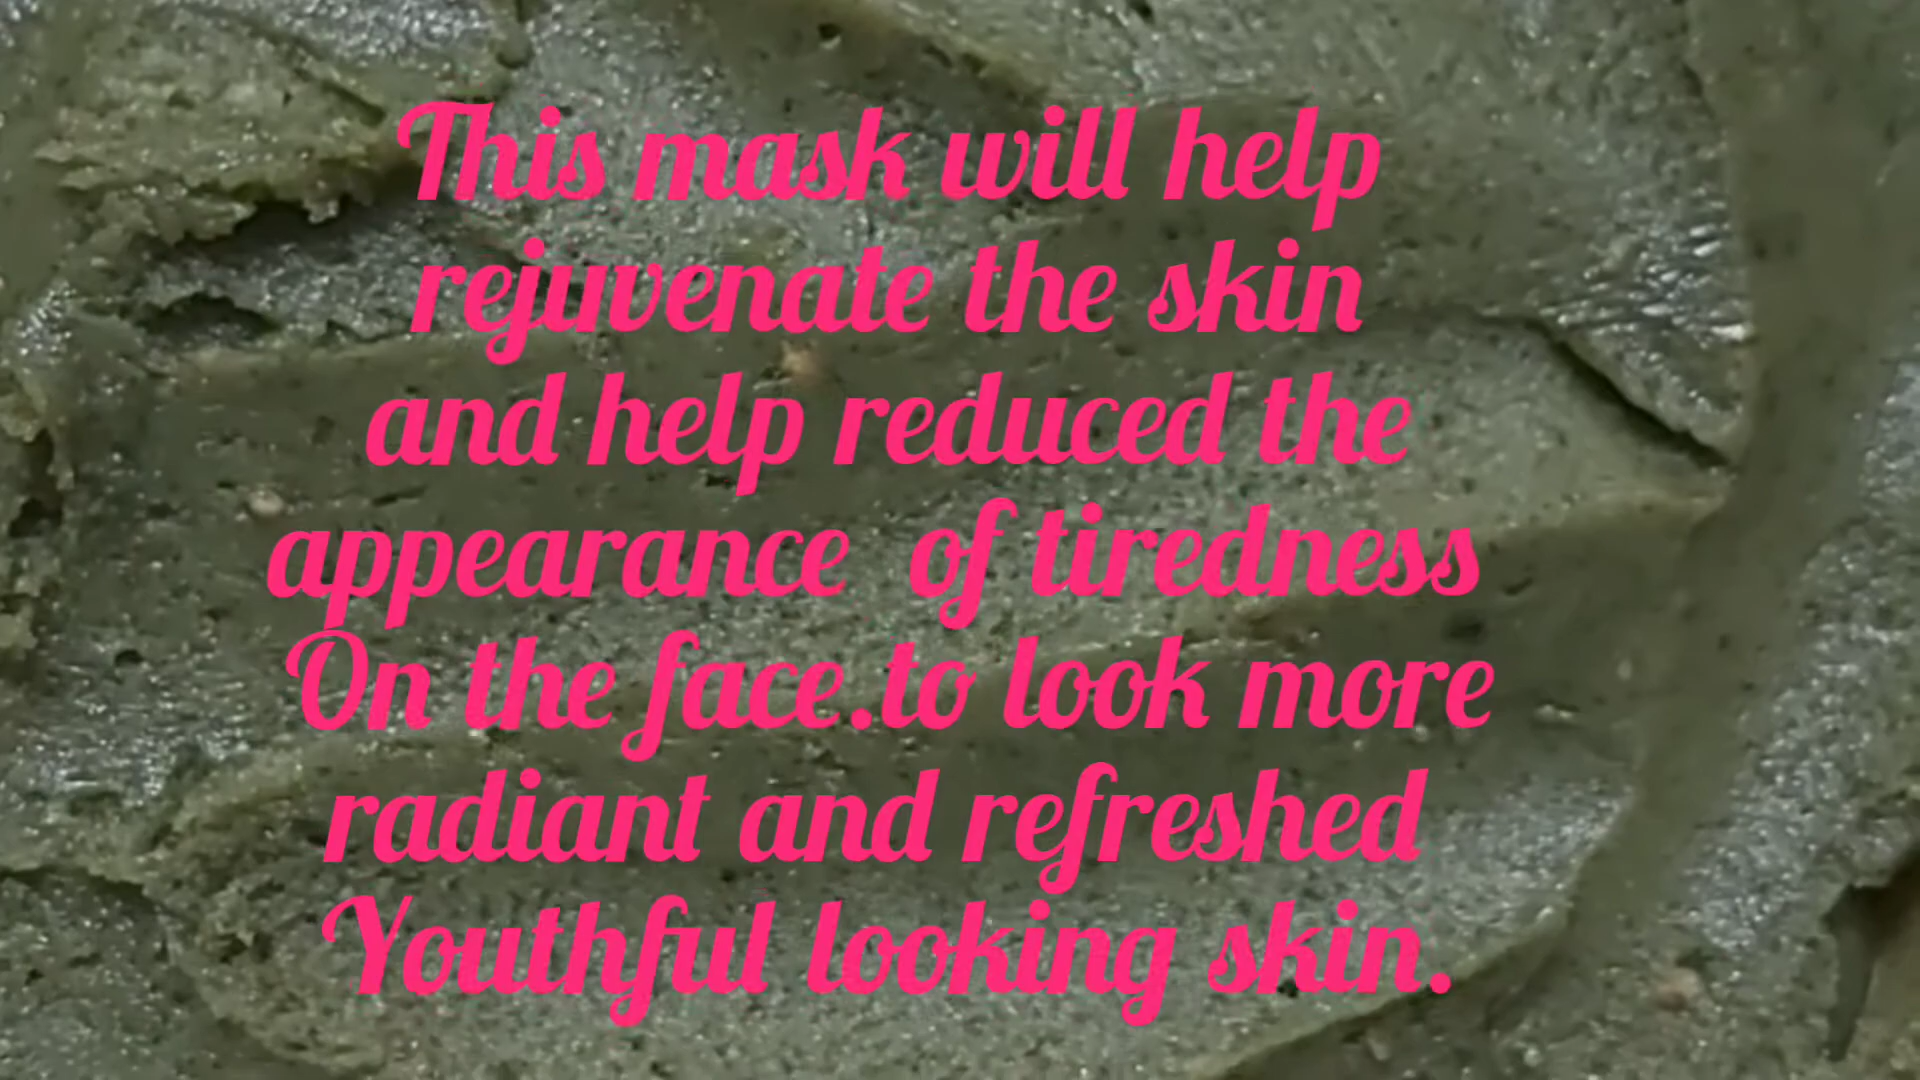 This mask will help
rejuvenate the skin
and help reduced the
appearance  of tiredness
On the face.to look more
radiant and refreshed
Youthful looking skin.